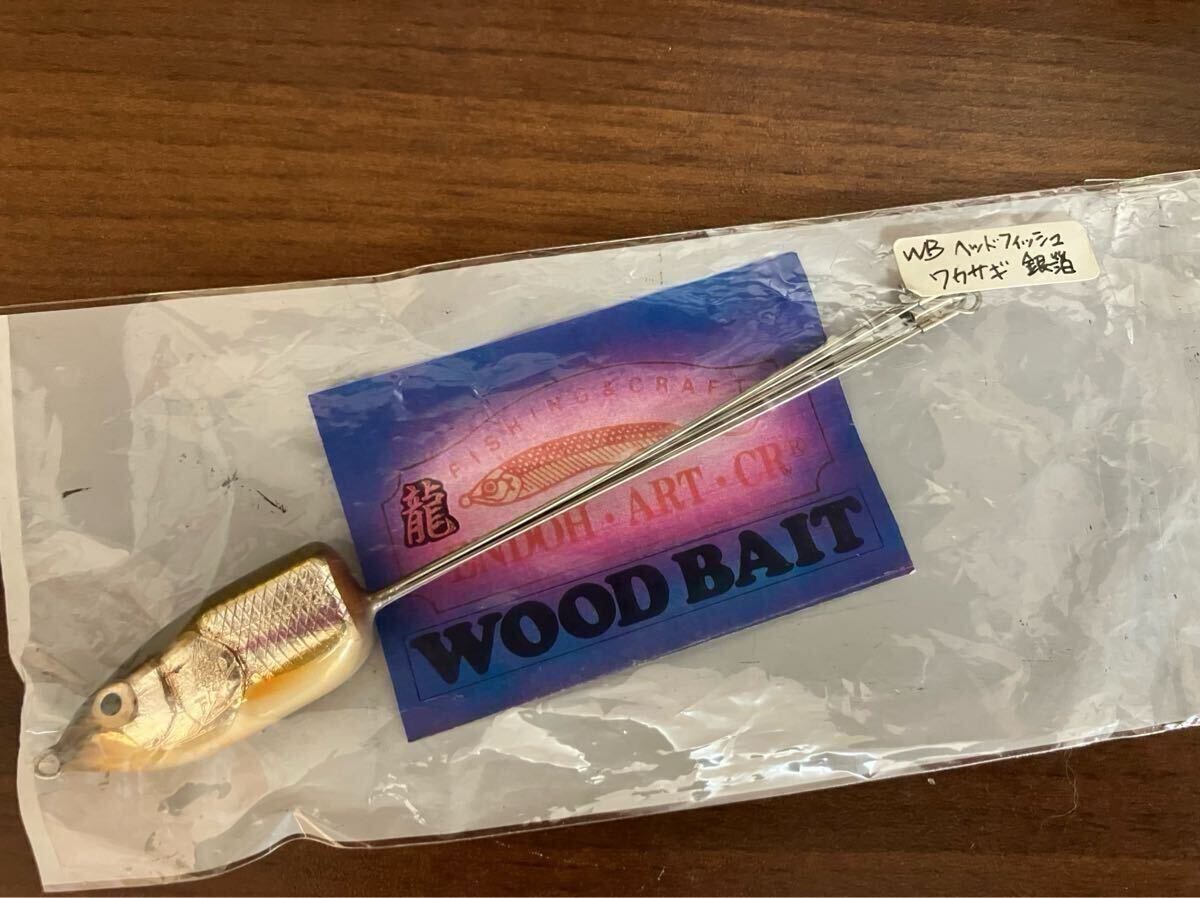 WB ヘッドフィッシュ
ワカサギ 銀箔
FISHING&CRAFT
龍
ENDOH・ART・CR®
WOOD BAIT